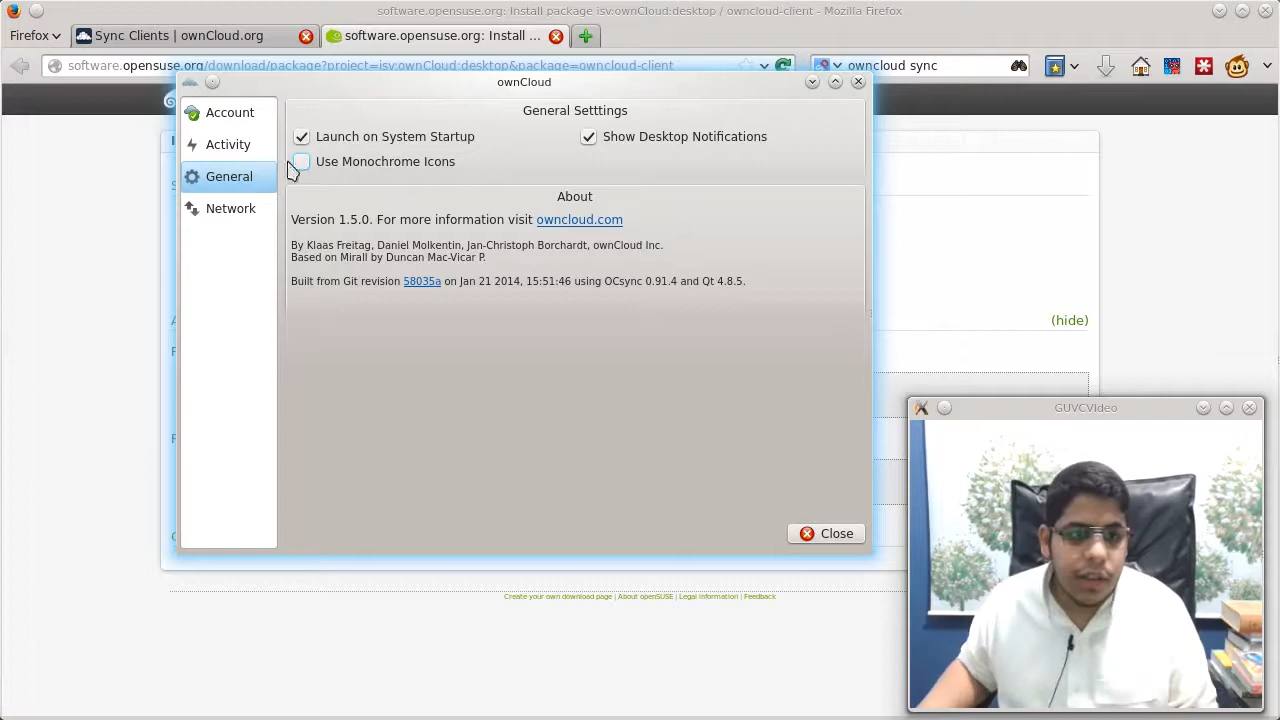 software.opensuse.org: Install package isv:ownCloud:desktop / owncloud-client - Mozilla Firefox
Firefox
Sync Clients | ownCloud.org
software.opensuse.org: Install ...
software.opensuse.org/download/package?project=isv:ownCloud:desktop&package=owncloud-client
owncloud sync
ownCloud
Account
Activity
General
Network
General Setttings
Launch on System Startup
Show Desktop Notifications
Use Monochrome Icons
About
Version 1.5.0. For more information visit owncloud.com
By Klaas Freitag, Daniel Molkentin, Jan-Christoph Borchardt, ownCloud Inc.
Based on Mirall by Duncan Mac-Vicar P.
Built from Git revision 58035a on Jan 21 2014, 15:51:46 using OCsync 0.91.4 and Qt 4.8.5.
Close
(hide)
GUVCVIdeo
Create your own download page | About openSUSE | Legal information | Feedback